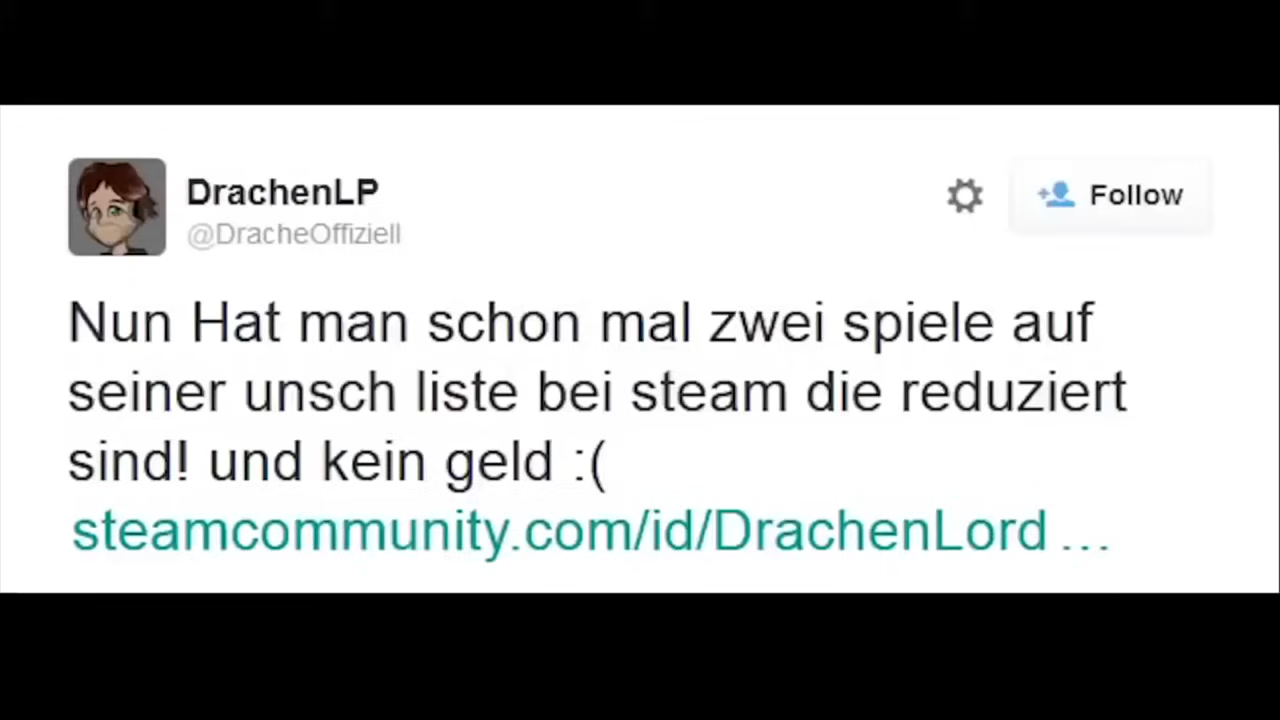 DrachenLP
@DracheOffiziell
Follow
Nun Hat man schon mal zwei spiele auf
seiner unsch liste bei steam die reduziert
sind! und kein geld :(
steamcommunity.com/id/DrachenLord ...